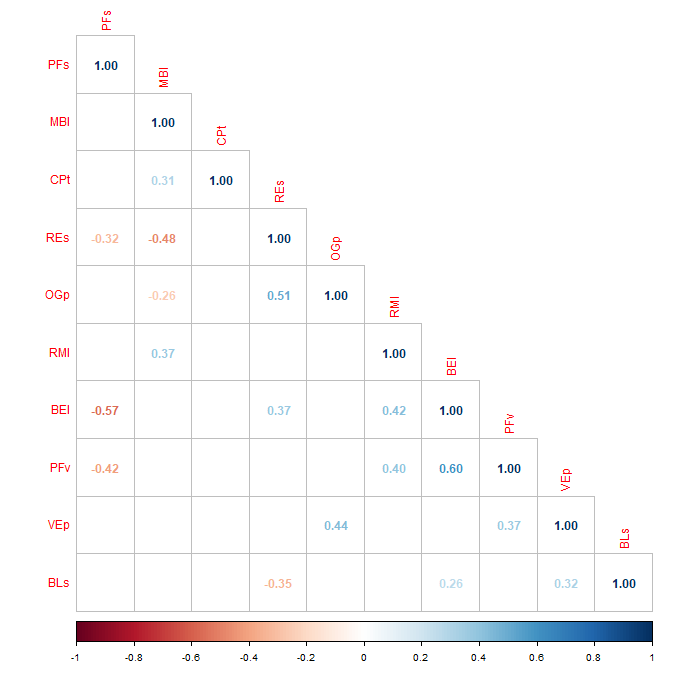 PFs
PFs 1.00
MBI
MBI 1.00
CPt
CPt 0.31 1.00
REs
REs -0.32 -0.48 1.00
OGp
OGp -0.26 0.51 1.00
RMI
RMI 0.37 1.00
BEI
BEI -0.57 0.37 0.42 1.00
PFv
PFv -0.42 0.40 0.60 1.00
VEp
VEp 0.44 0.37 1.00
BLs
BLs -0.35 0.26 0.32 1.00
-1 -0.8 -0.6 -0.4 -0.2 0 0.2 0.4 0.6 0.8 1